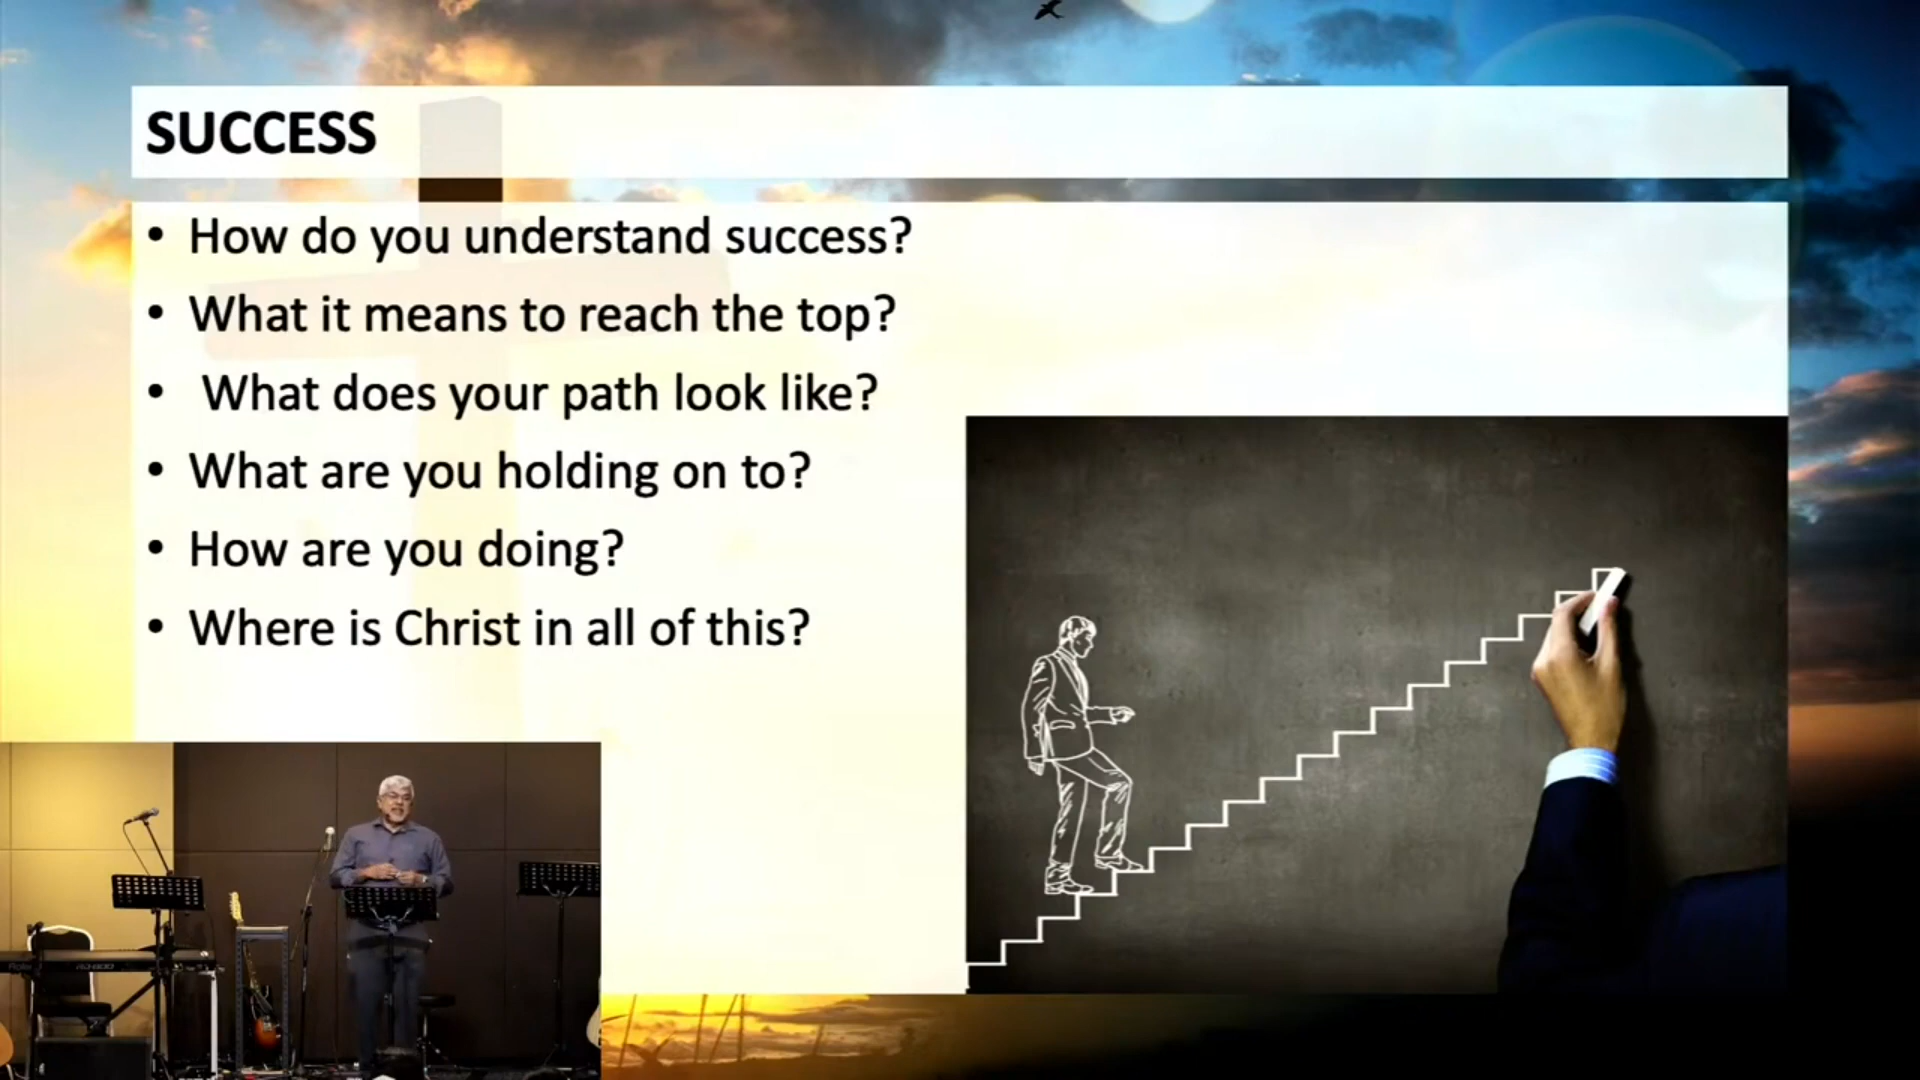 SUCCESS
• How do you understand success?
• What it means to reach the top?
• What does your path look like?
• What are you holding on to?
• How are you doing?
• Where is Christ in all of this?